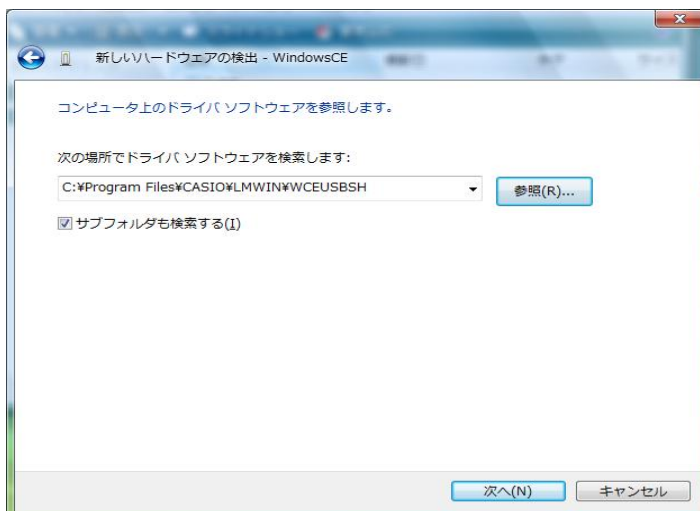 新しいハードウェアの検出 - WindowsCE
コンピュータ上のドライバ ソフトウェアを参照します。
次の場所でドライバ ソフトウェアを検索します:
C:¥Program Files¥CASIO¥LMWIN¥WCEUSBSH
参照(R)...
サブフォルダも検索する(I)
次へ(N)
キャンセル